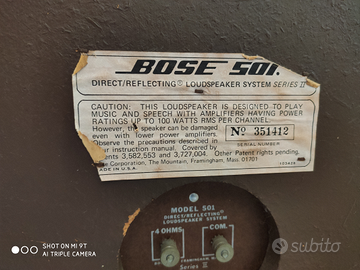 BOSE 501.
DIRECT/REFLECTING® LOUDSPEAKER SYSTEM SERIES II
CAUTION: THIS LOUDSPEAKER IS DESIGNED TO PLAY
MUSIC AND SPEECH WITH AMPLIFIERS HAVING POWER
RATINGS UP TO 100 WATTS RMS PER CHANNEL.
However, the speaker can be damaged
even with lower power amplifiers.
Precautions described in
our instruction manual. Covered by
Patents 3,582,553 and 3,727,004. Other Patent rights pending.
Corporation, The Mountain, Framingham, Mass. 01701
MADE IN U.S.A.
No 351412
SERIAL NUMBER
MODEL 501
DIRECT/REFLECTING®
LOUDSPEAKER SYSTEM
4 OHMS
COM.
FRAMINGHAM,
Series II
SHOT ON MI 9T
AI TRIPLE CAMERA
subito